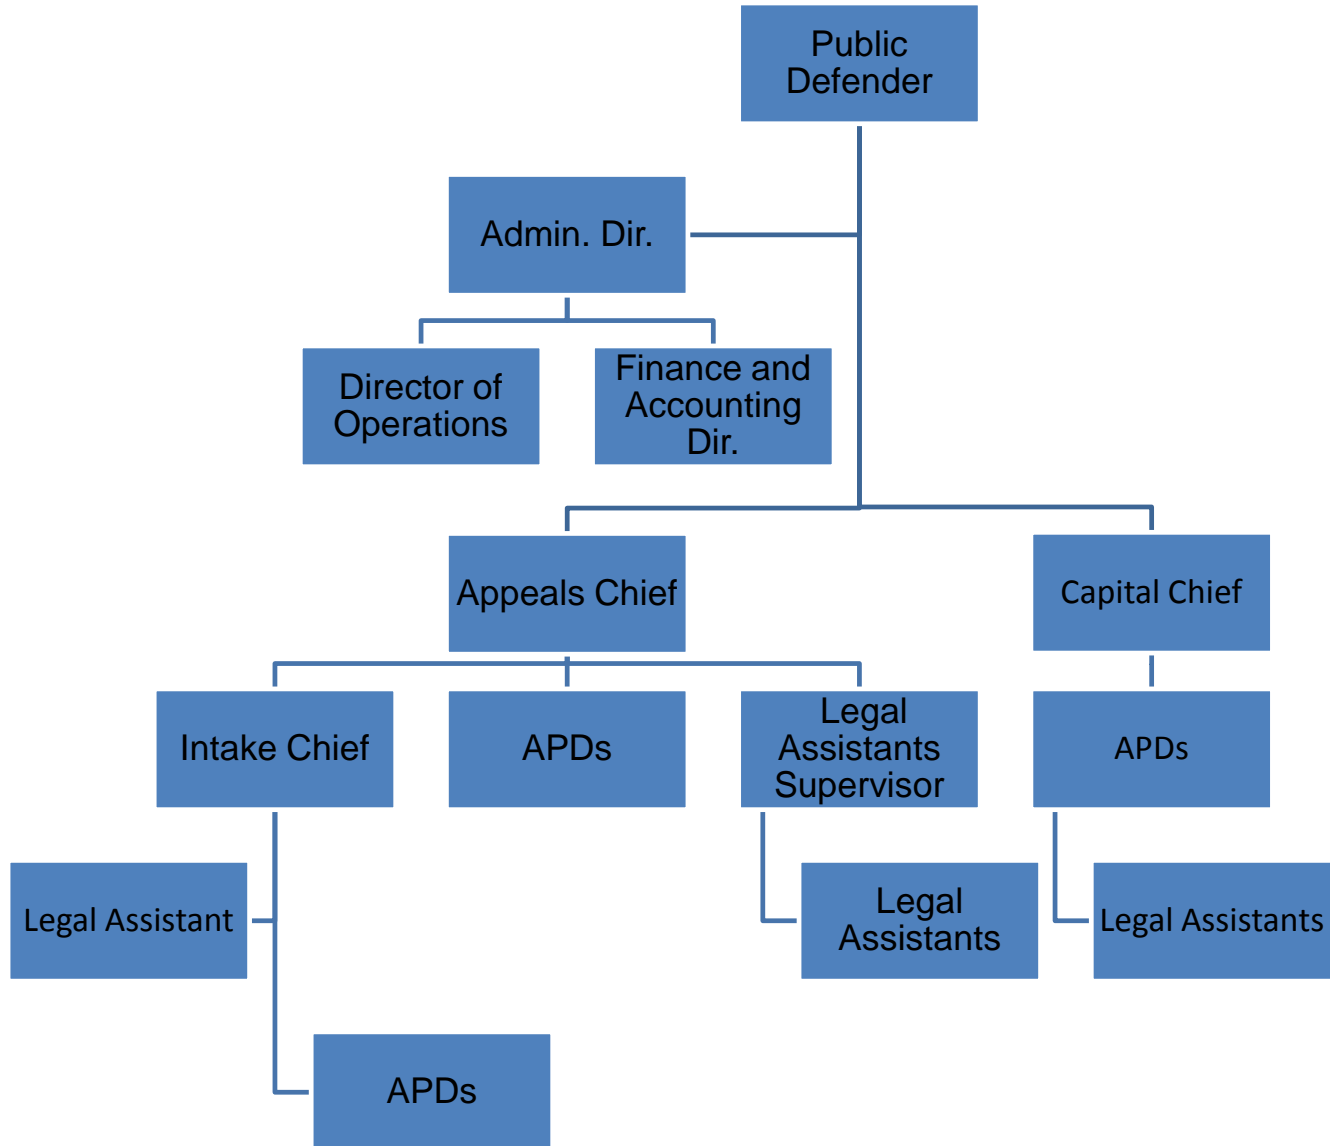 Public
Defender
Admin. Dir.
Director of
Operations
Finance and
Accounting
Dir.
Appeals Chief
Capital Chief
Intake Chief
APDs
Legal
Assistants
Supervisor
APDs
Legal Assistant
Legal
Assistants
Legal Assistants
APDs